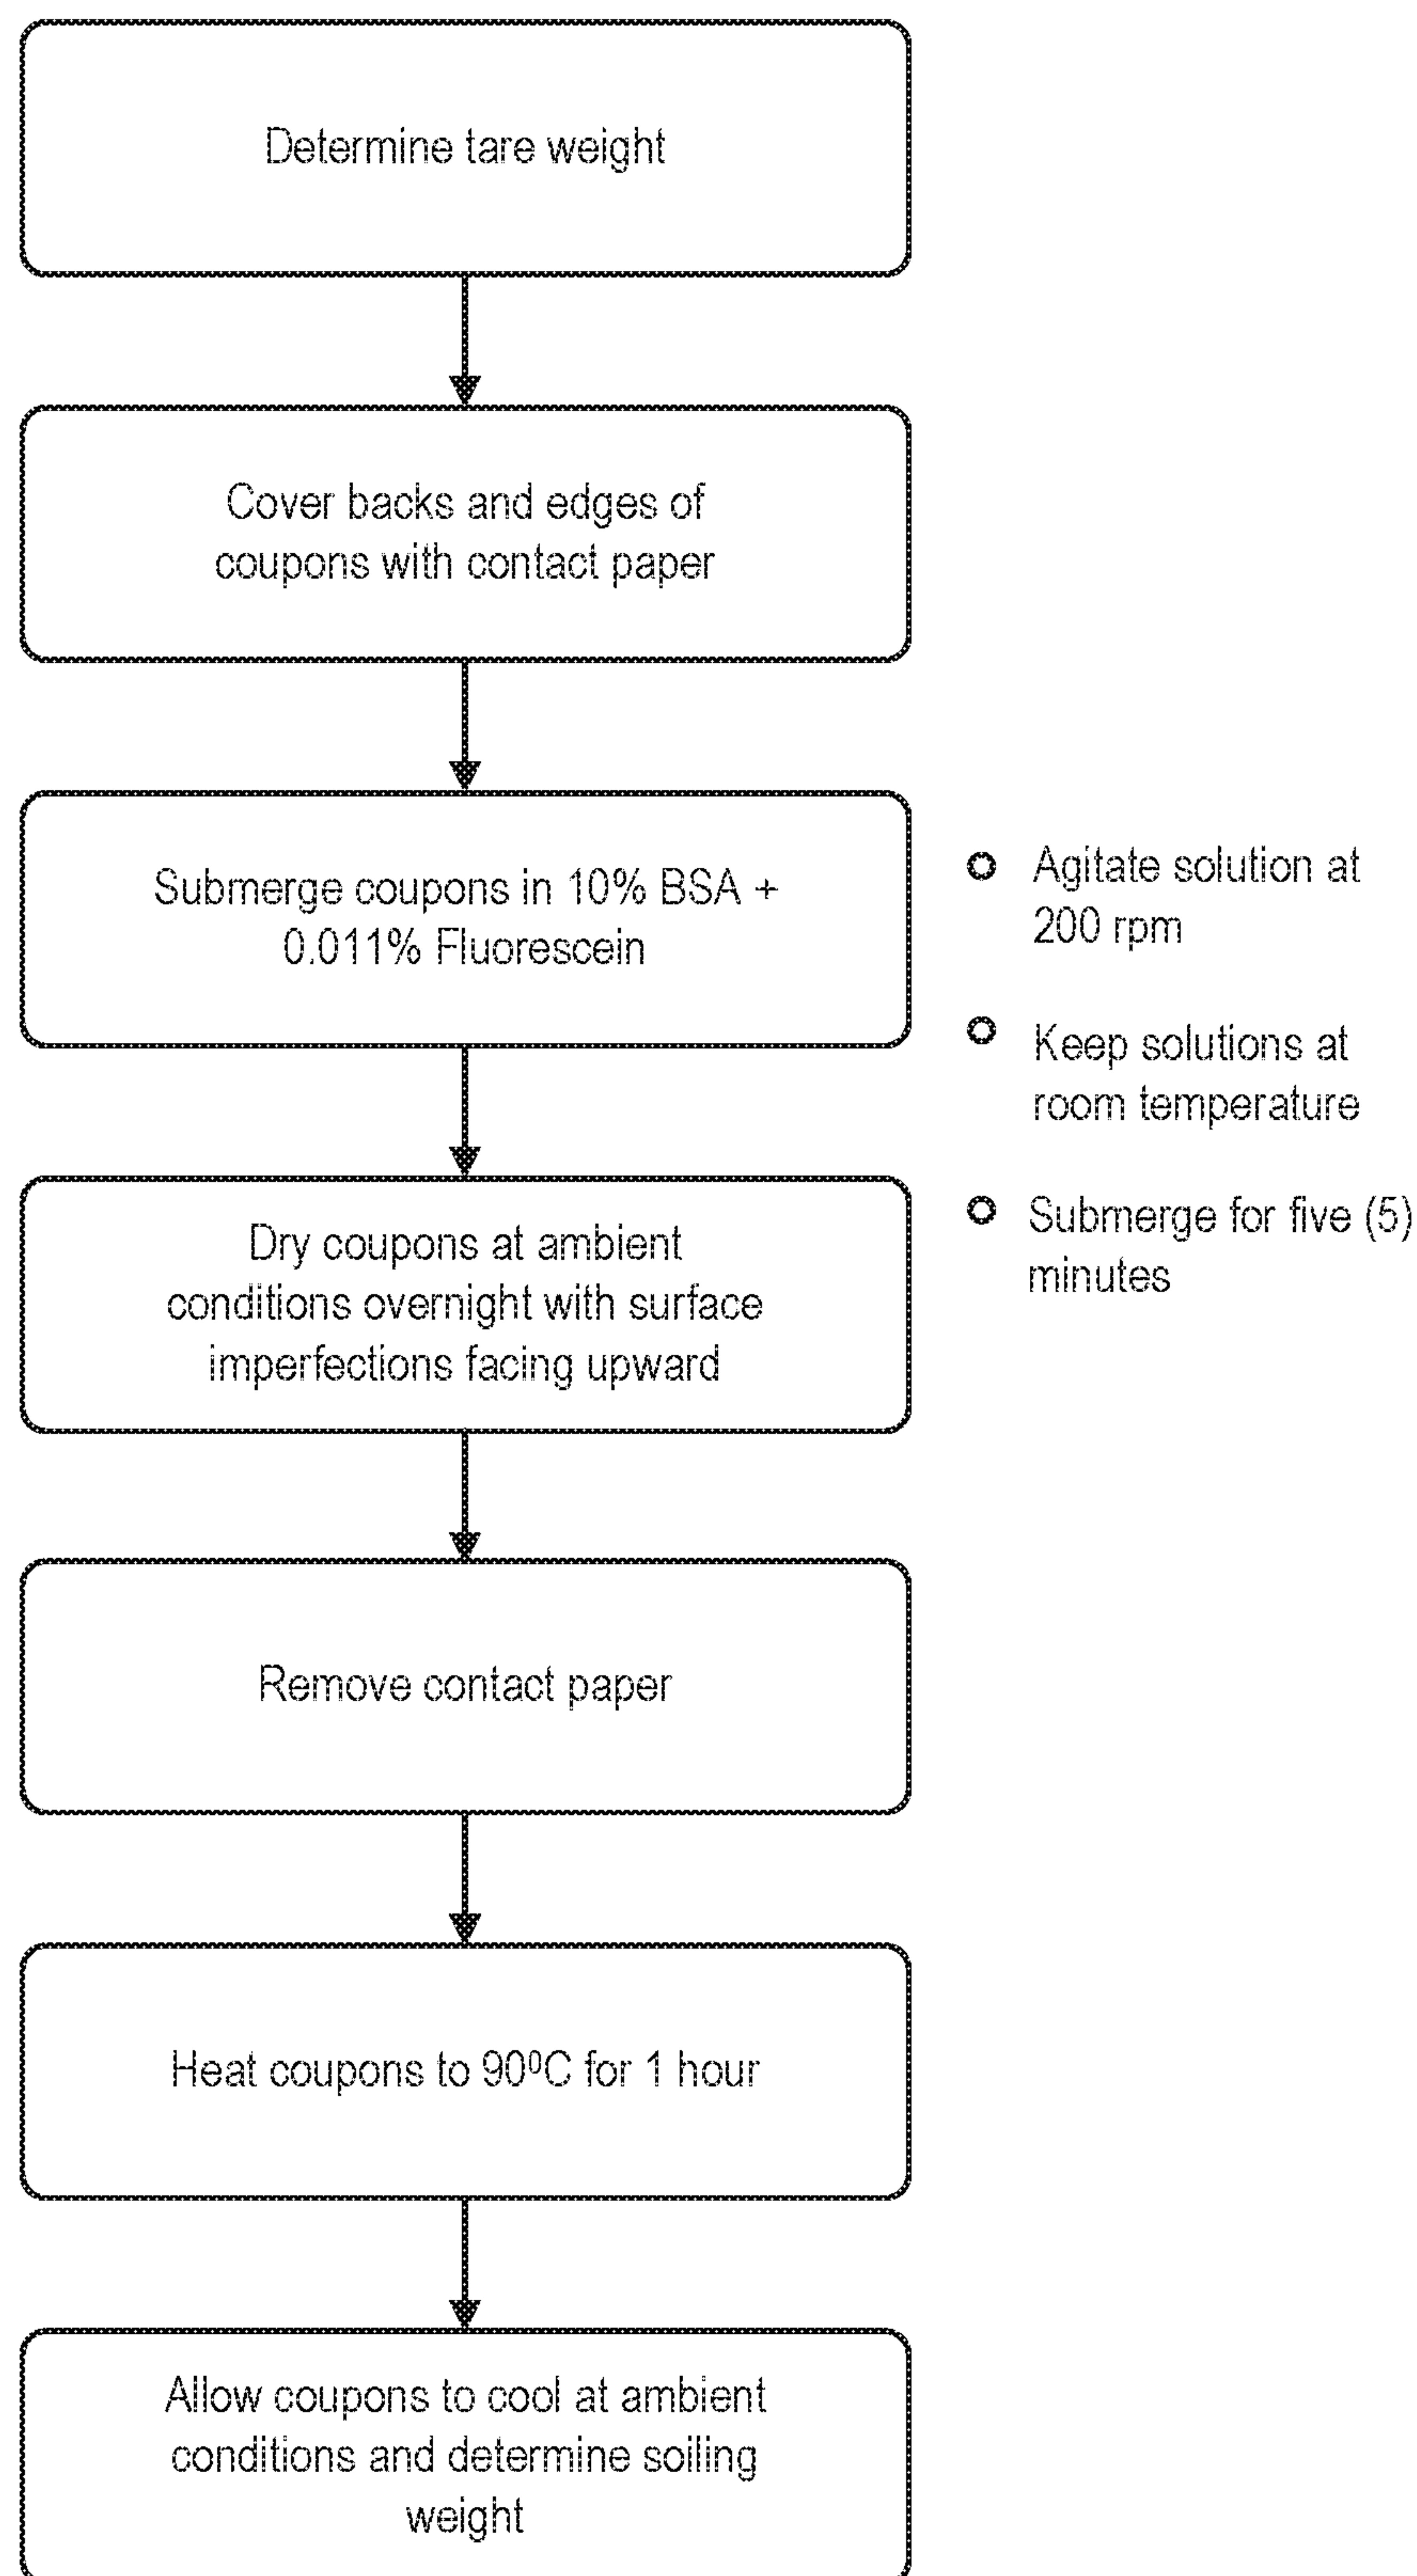 Determine tare weight
Cover backs and edges of
coupons with contact paper
Submerge coupons in 10% BSA +
0.011% Fluorescein
Agitate solution at
200 rpm
Keep solutions at
room temperature
Submerge for five (5)
minutes
Dry coupons at ambient
conditions overnight with surface
imperfections facing upward
Remove contact paper
Heat coupons to 90⁰C for 1 hour
Allow coupons to cool at ambient
conditions and determine soiling
weight